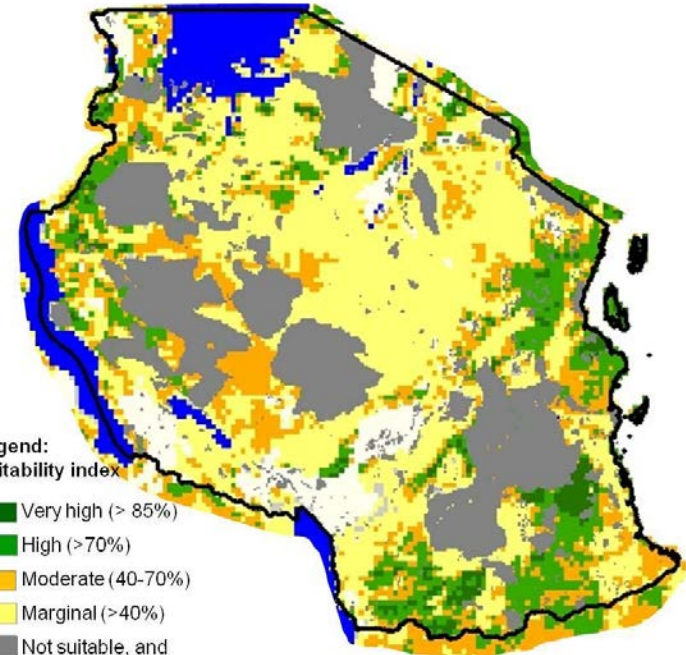 gend:
itability index
Very high (> 85%)
High (>70%)
Moderate (40-70%)
Marginal (>40%)
Not suitable, and